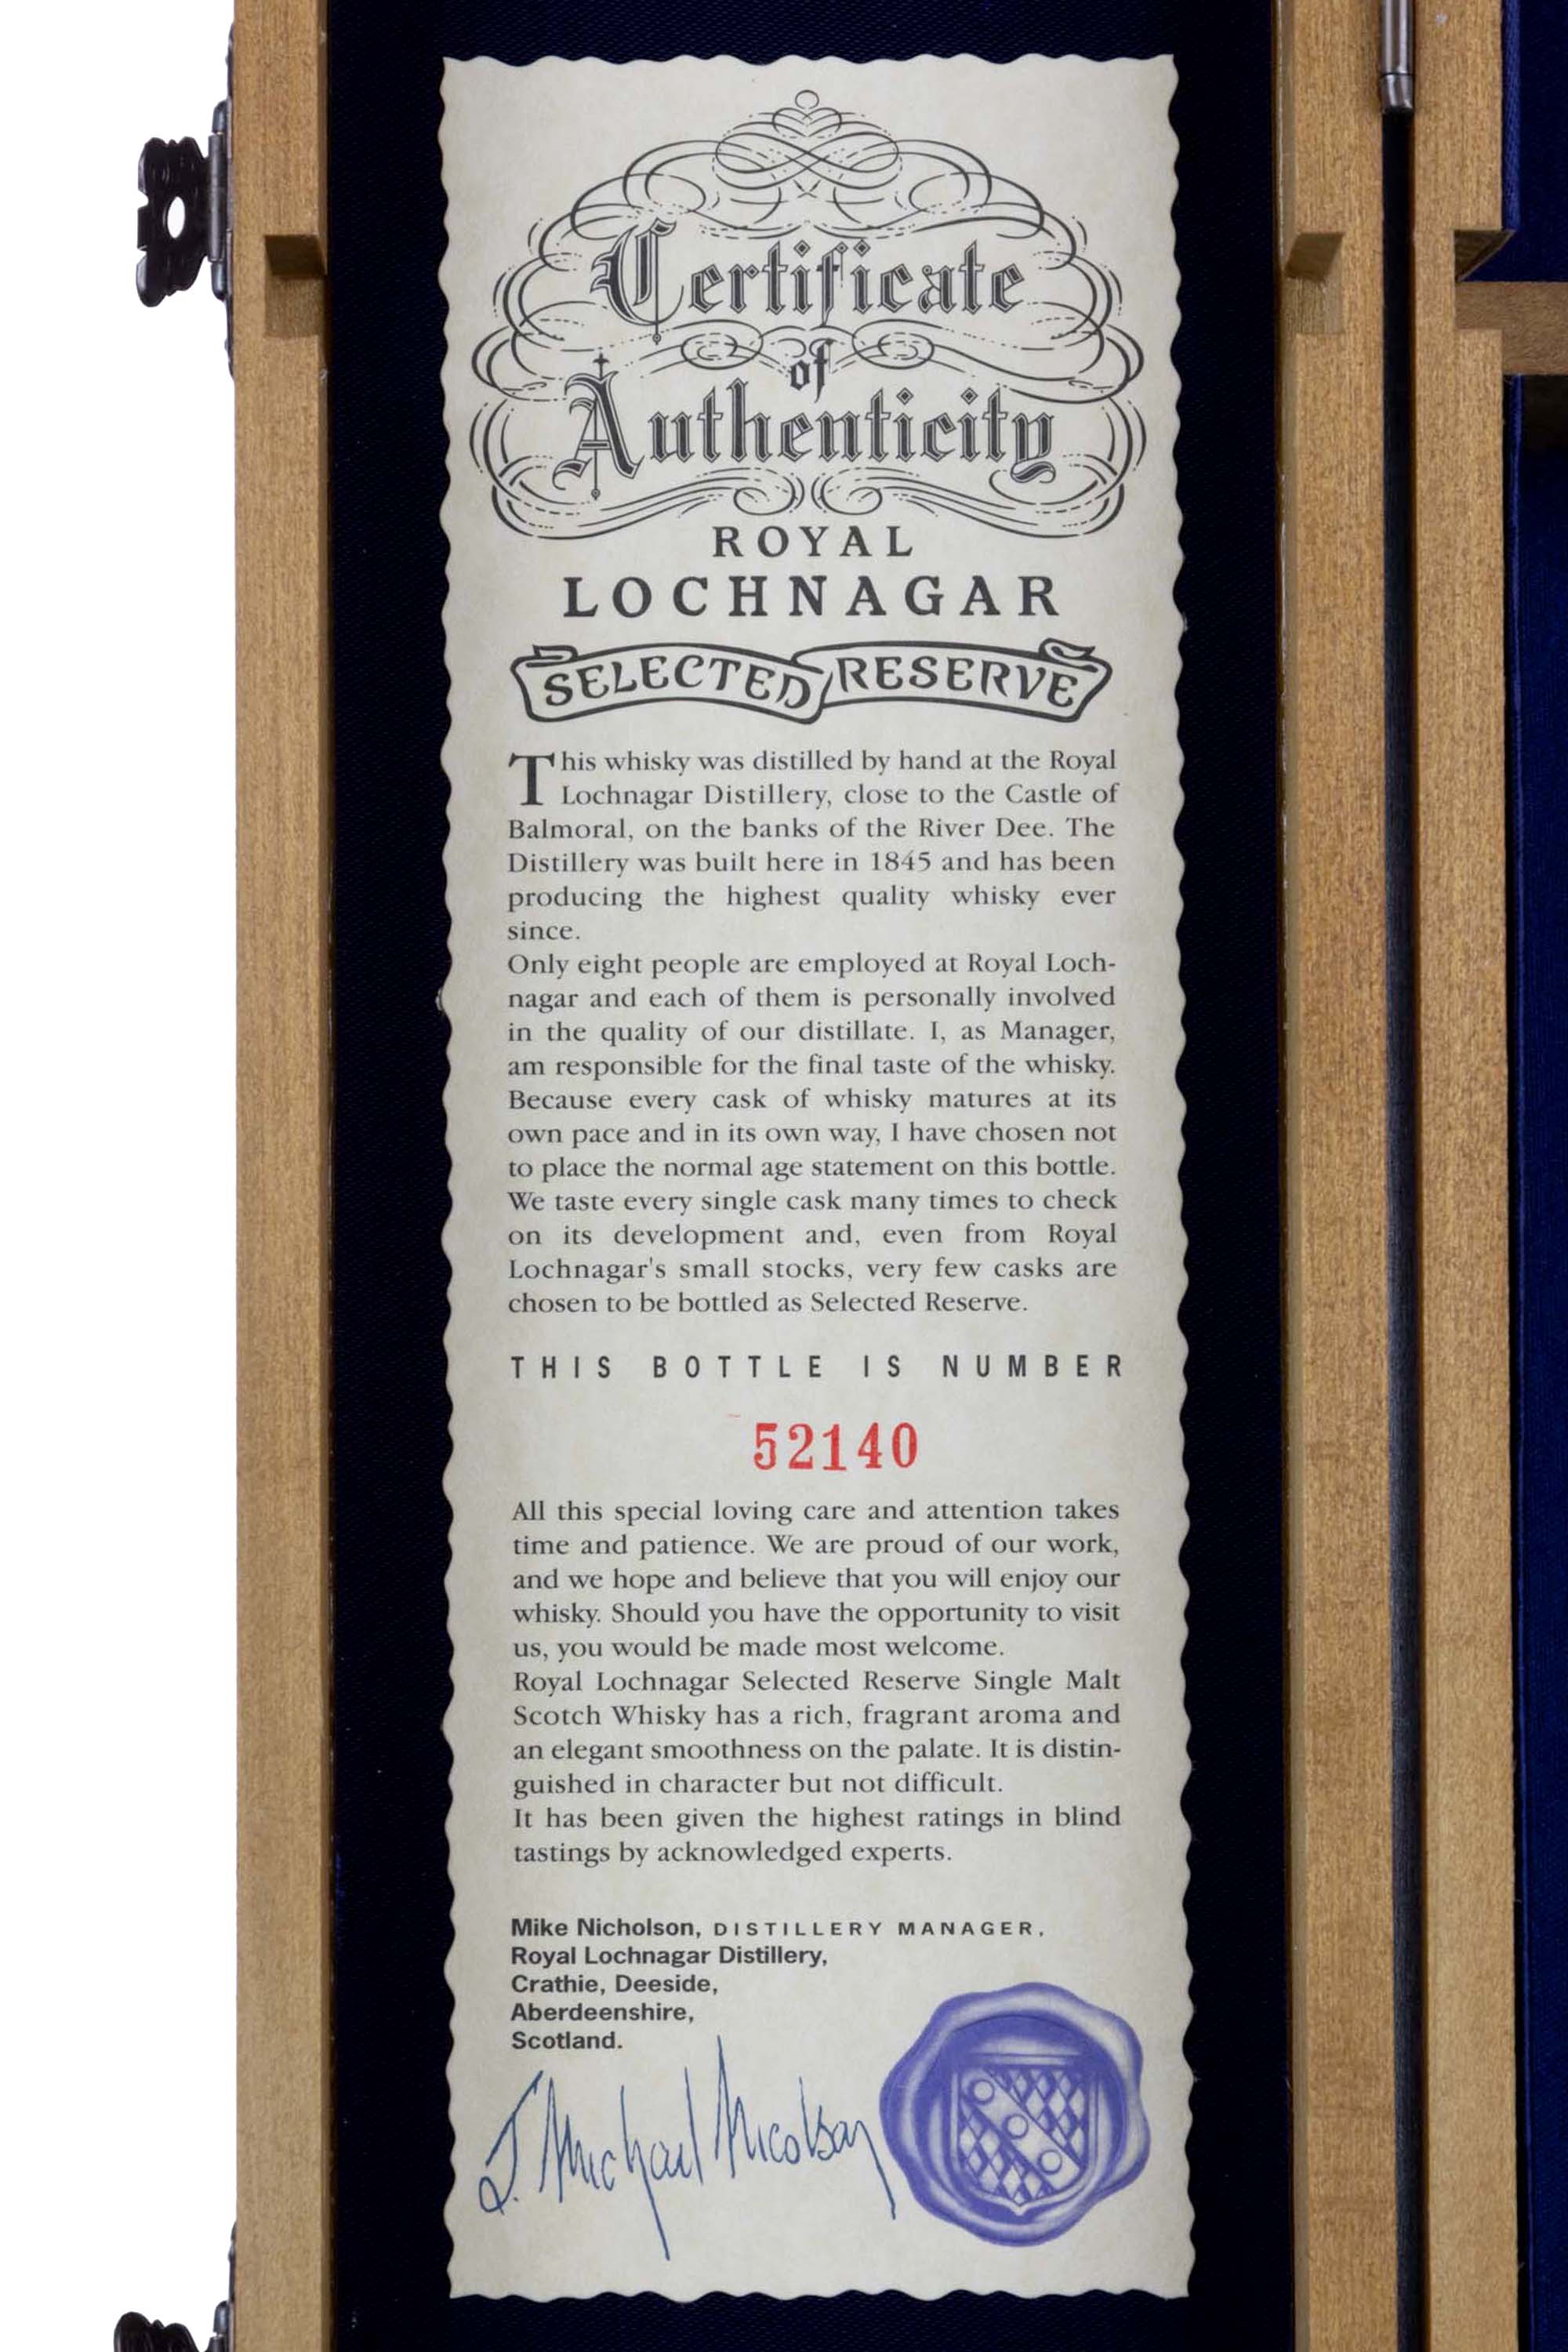 Certificate
of
Authenticity
ROYAL
LOCHNAGAR
SELECTED RESERVE
This whisky was distilled by hand at the Royal
Lochnagar Distillery, close to the Castle of
Balmoral, on the banks of the River Dee. The
Distillery was built here in 1845 and has been
producing the highest quality whisky ever
since.
Only eight people are employed at Royal Loch-
nagar and each of them is personally involved
in the quality of our distillate. I, as Manager,
am responsible for the final taste of the whisky.
Because every cask of whisky matures at its
own pace and in its own way, I have chosen not
to place the normal age statement on this bottle.
We taste every single cask many times to check
on its development and, even from Royal
Lochnagar's small stocks, very few casks are
chosen to be bottled as Selected Reserve.
THIS BOTTLE IS NUMBER
52140
All this special loving care and attention takes
time and patience. We are proud of our work,
and we hope and believe that you will enjoy our
whisky. Should you have the opportunity to visit
us, you would be made most welcome.
Royal Lochnagar Selected Reserve Single Malt
Scotch Whisky has a rich, fragrant aroma and
an elegant smoothness on the palate. It is distin-
guished in character but not difficult.
It has been given the highest ratings in blind
tastings by acknowledged experts.
Mike Nicholson, DISTILLERY MANAGER,
Royal Lochnagar Distillery,
Crathie, Deeside,
Aberdeenshire,
Scotland.
J. Michael Nicolson